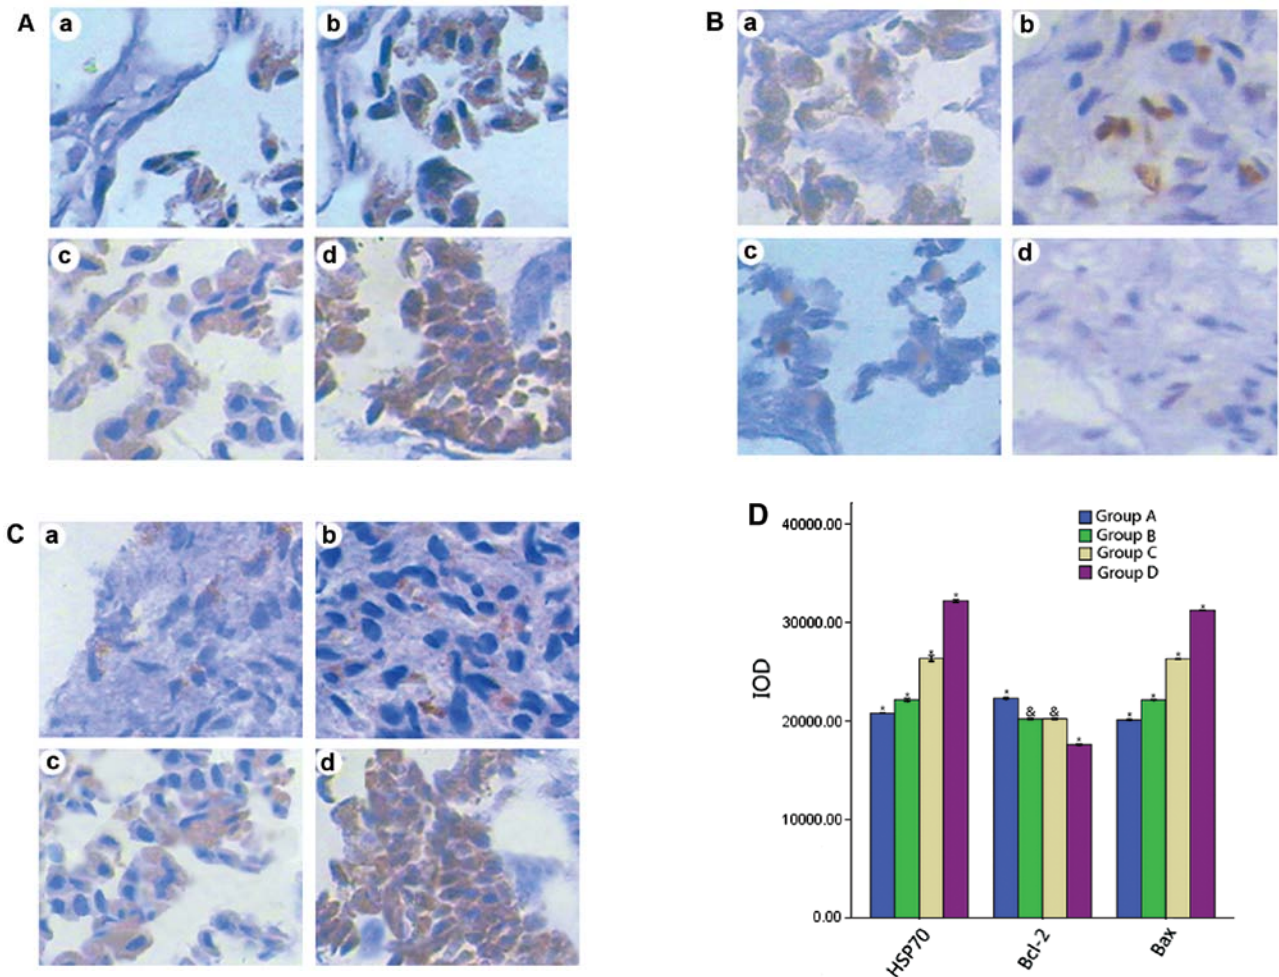 A
a
b
c
d
B
a
b
c
d
C
a
b
c
d
D
40000.00
30000.00
20000.00
10000.00
0.00
IOD
Group A
Group B
Group C
Group D
* * * *
* & & *
* * * *
HSP70
Bcl-2
Bax